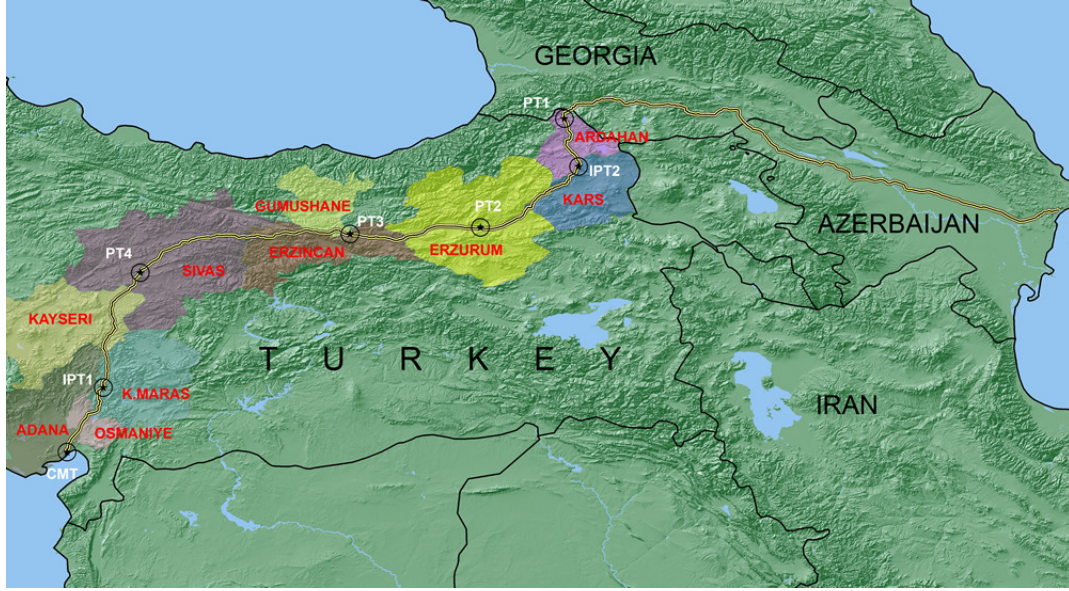 GEORGIA
PT1
ARDAHAN
IPT2
KARS
GUMUSHANE
PT2
PT3
AZERBAIJAN
ERZINCAN
ERZURUM
PT4
SIVAS
KAYSERI
T U R K E Y
IPT1
K.MARAS
IRAN
ADANA
OSMANIYE
CMT